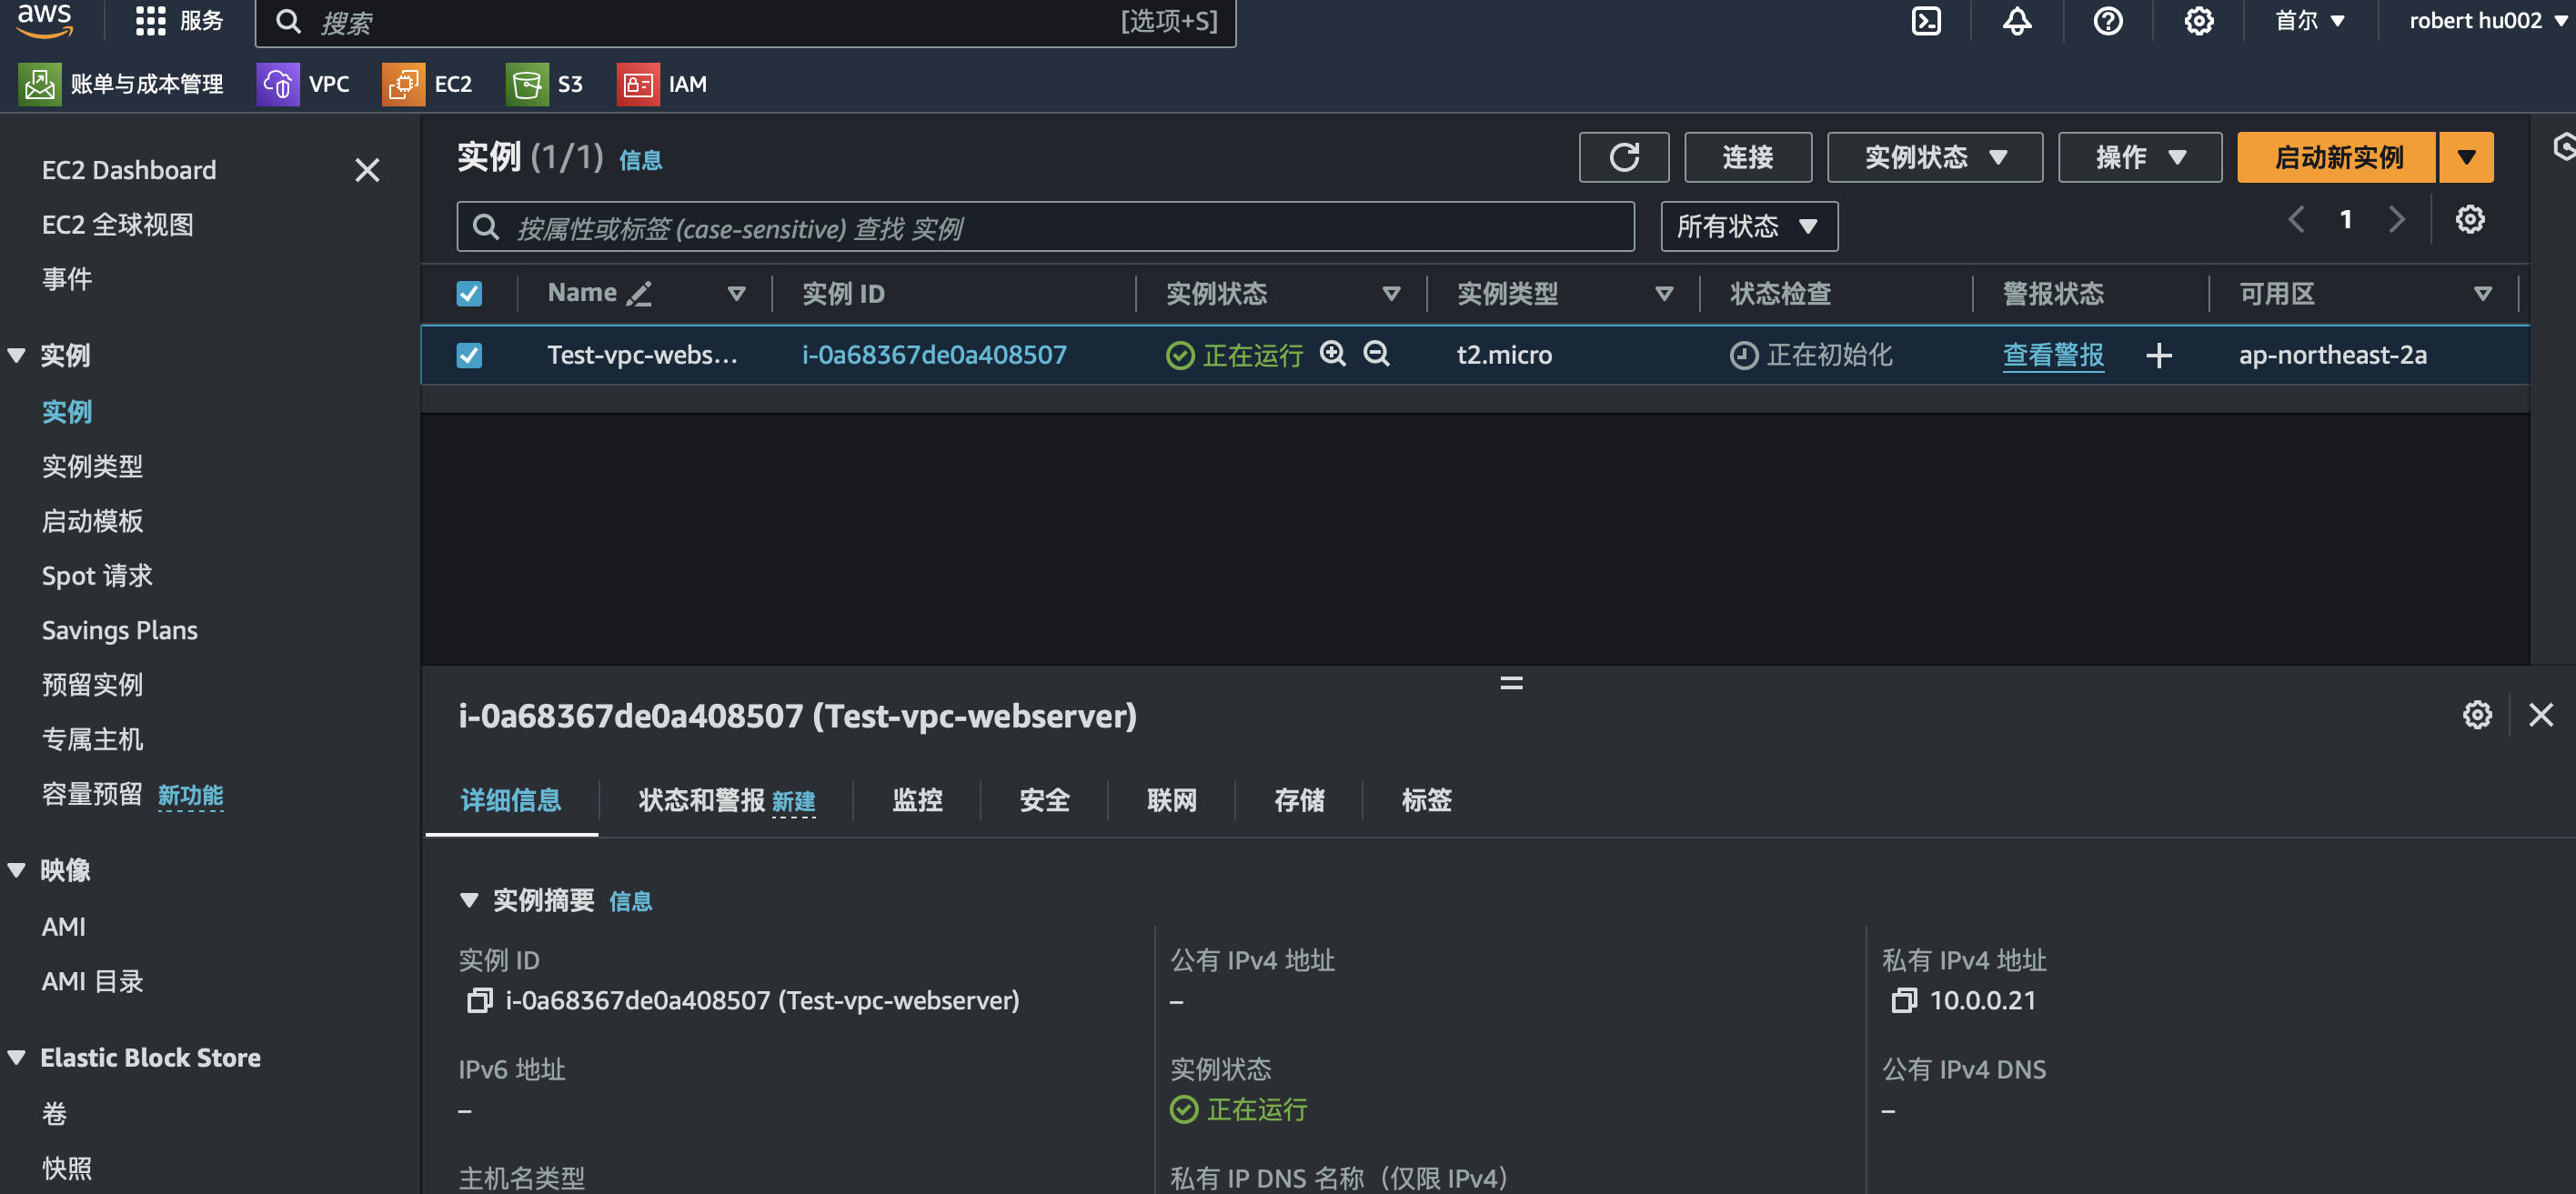 aws
服务
搜索
[选项+S]
首尔
robert hu002
账单与成本管理
VPC
EC2
S3
IAM
EC2 Dashboard
EC2 全球视图
事件
实例
实例
实例类型
启动模板
Spot 请求
Savings Plans
预留实例
专属主机
容量预留 新功能
映像
AMI
AMI 目录
Elastic Block Store
卷
快照
实例 (1/1) 信息
连接
实例状态
操作
启动新实例
按属性或标签 (case-sensitive) 查找 实例
所有状态
1
Name 实例 ID 实例状态 实例类型 状态检查 警报状态 可用区
Test-vpc-webs... i-0a68367de0a408507 正在运行 t2.micro 正在初始化 查看警报 ap-northeast-2a
i-0a68367de0a408507 (Test-vpc-webserver)
详细信息 状态和警报 新建 监控 安全 联网 存储 标签
实例摘要 信息
实例 ID
i-0a68367de0a408507 (Test-vpc-webserver)
公有 IPv4 地址
–
私有 IPv4 地址
10.0.0.21
IPv6 地址
–
实例状态
正在运行
公有 IPv4 DNS
–
主机名类型
私有 IP DNS 名称（仅限 IPv4）